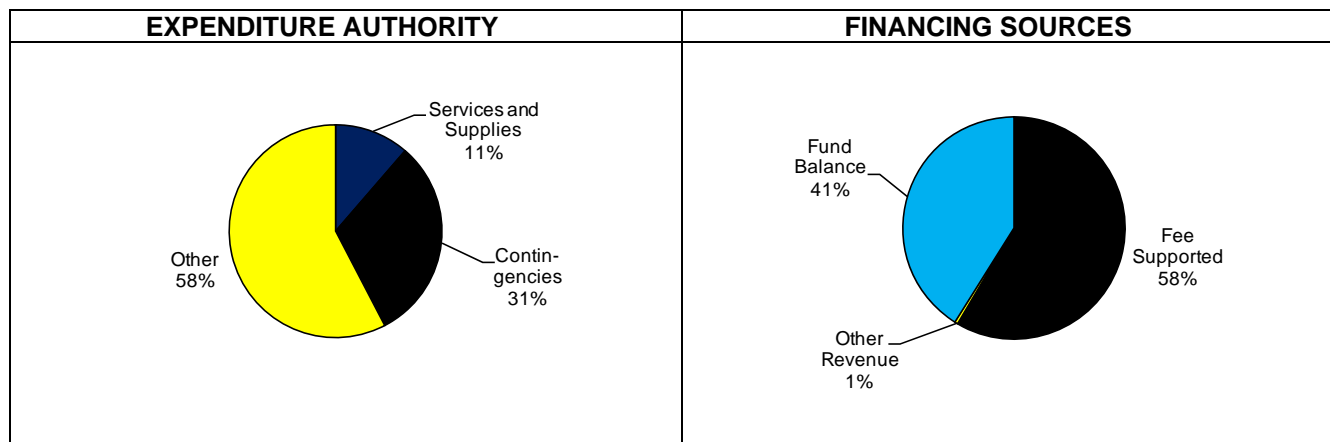 EXPENDITURE AUTHORITY
Services and
Supplies
11%
Contin-
gencies
31%
Other
58%
FINANCING SOURCES
Fund
Balance
41%
Fee
Supported
58%
Other
Revenue
1%